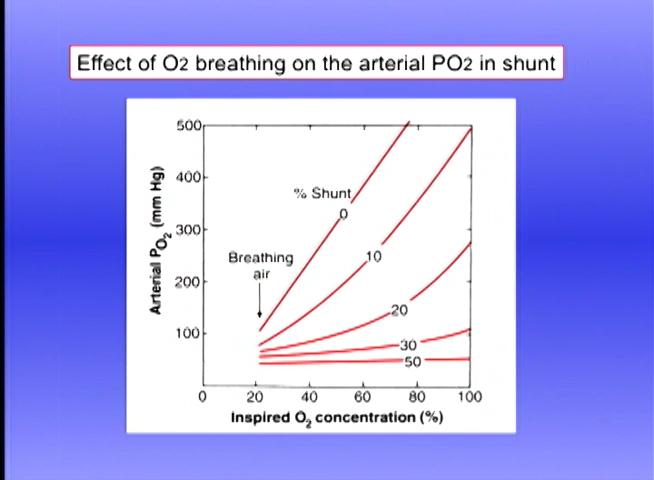 Effect of O2 breathing on the arterial PO2 in shunt
500
400
300
200
100
Arterial PO2 (mm Hg)
% Shunt
0
10
20
30
50
Breathing
air
0 20 40 60 80 100
Inspired O2 concentration (%)